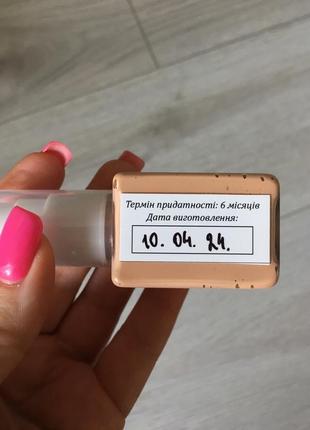 Термін придатності: 6 місяців
Дата виготовлення:
10. 04. 24.